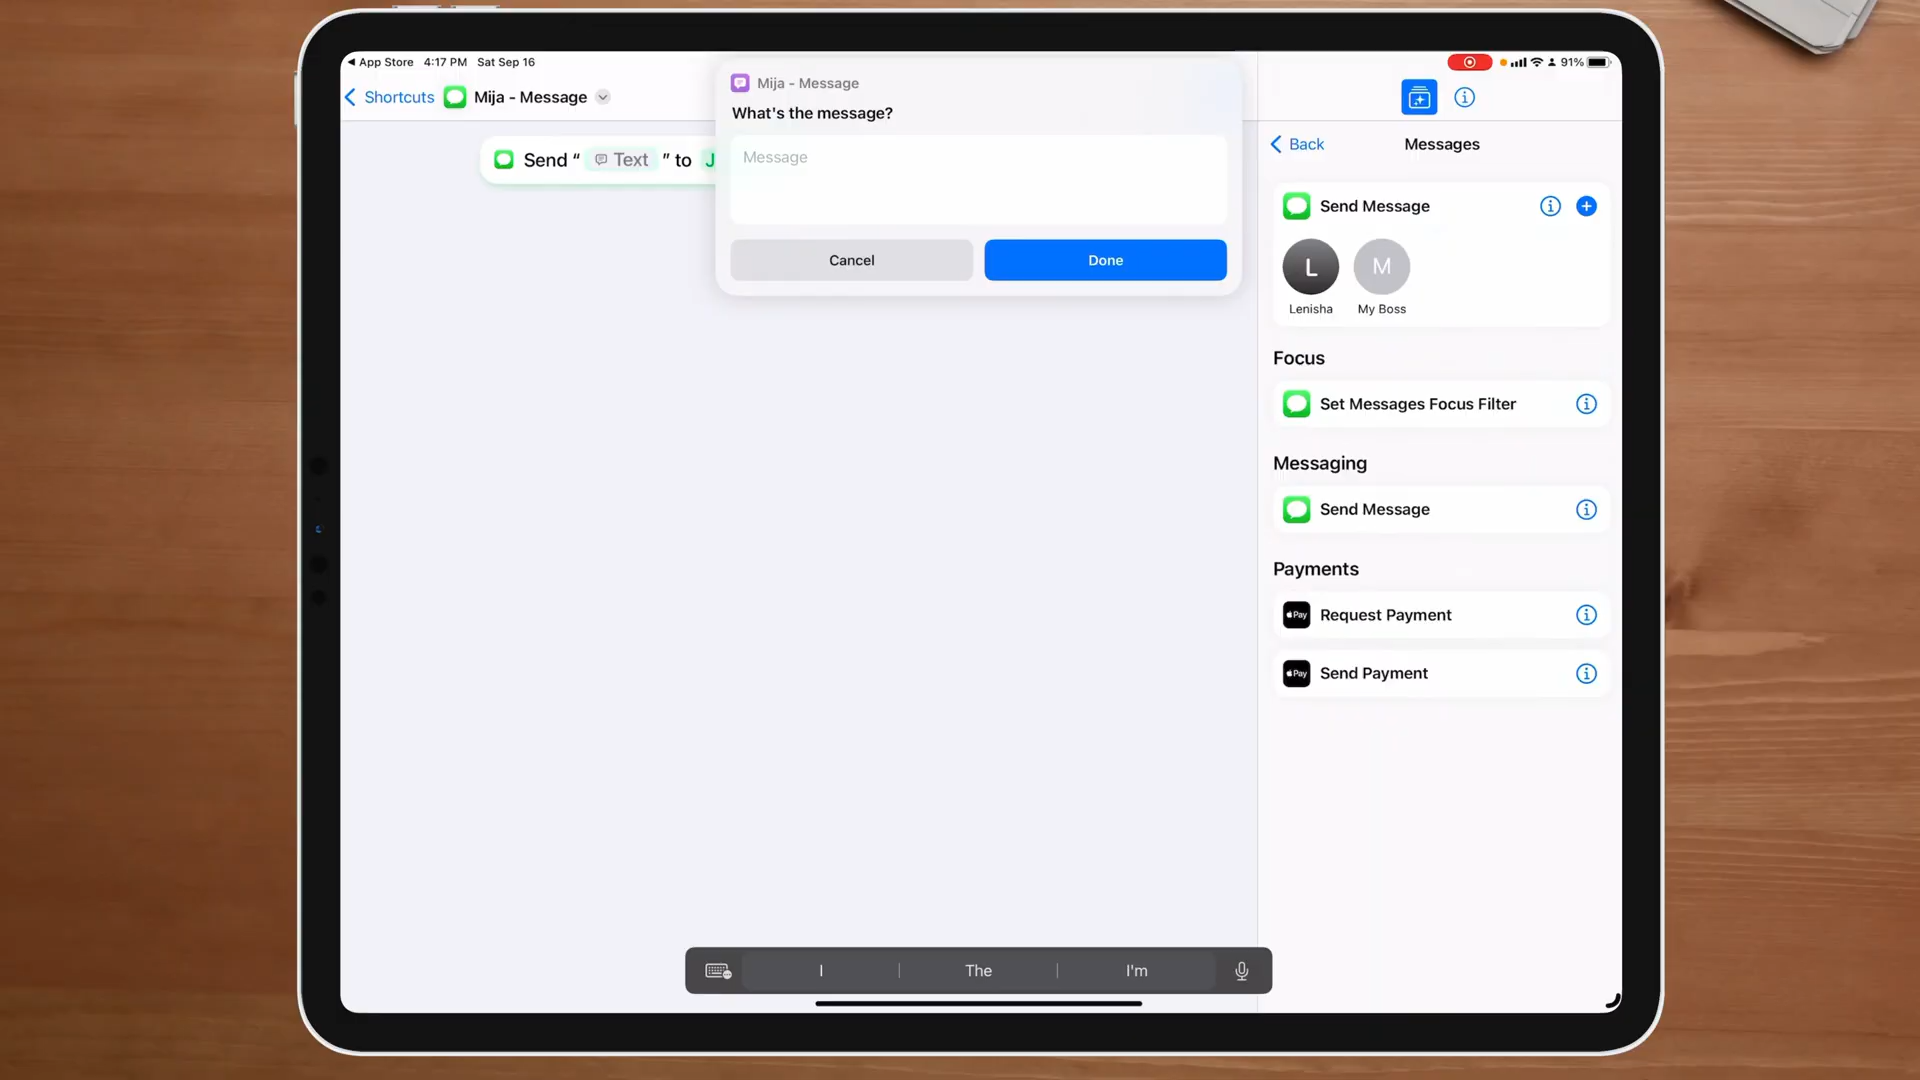 App Store 4:17 PM Sat Sep 16
91%
Shortcuts Mija - Message
Mija - Message
What's the message?
Message
Cancel Done
Send “ Text ” to J
Back Messages
Send Message
L M
Lenisha My Boss
Focus
Set Messages Focus Filter
Messaging
Send Message
Payments
Pay Request Payment
Pay Send Payment
I The I'm